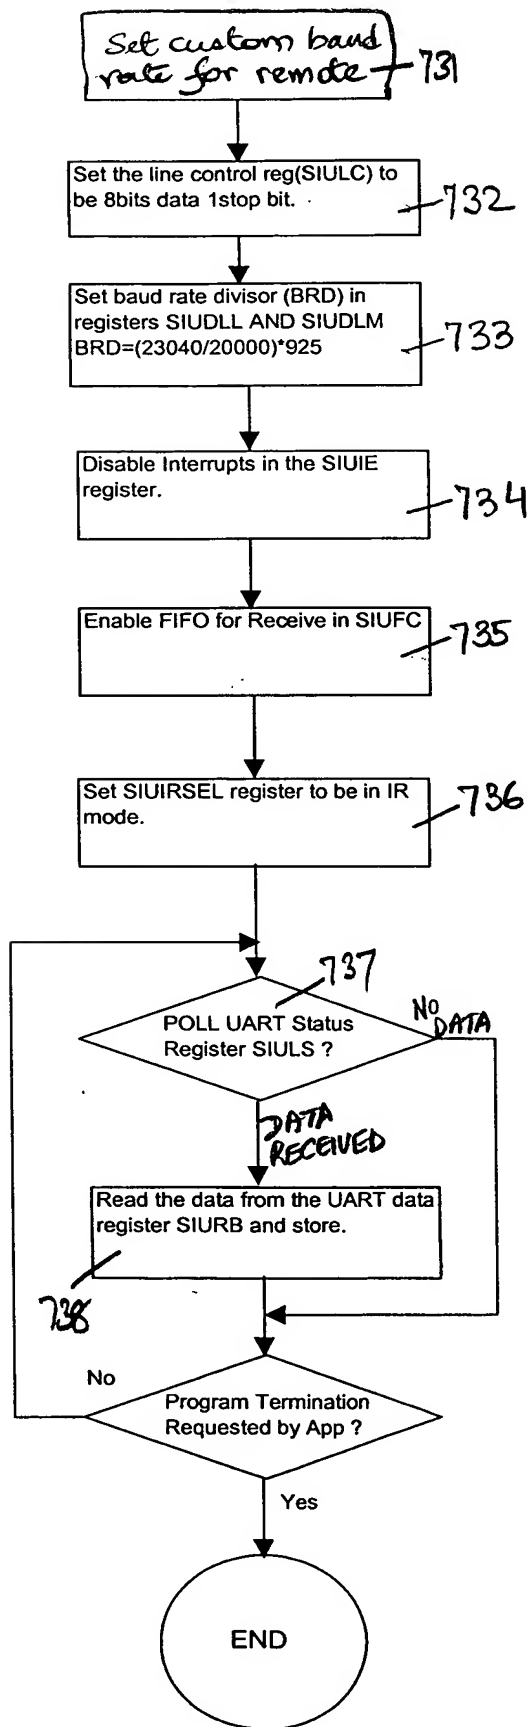 Set custom baud
rate for remote
731
Set the line control reg(SIULC) to
be 8bits data 1stop bit.
732
Set baud rate divisor (BRD) in
registers SIUDLL AND SIUDLM
BRD=(23040/20000)*925
733
Disable Interrupts in the SIUIE
register.
734
Enable FIFO for Receive in SIUFC
735
Set SIUIRSEL register to be in IR
mode.
736
737
POLL UART Status
Register SIULS ?
NO
DATA
DATA
RECEIVED
Read the data from the UART data
register SIURB and store.
738
No
Program Termination
Requested by App ?
Yes
END